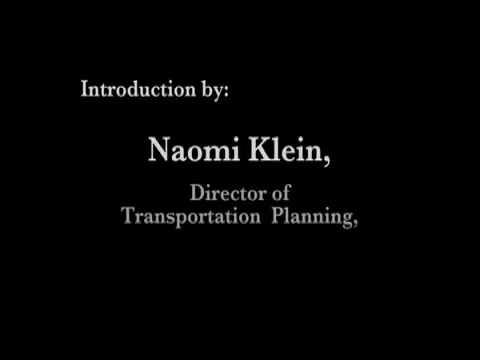 Introduction by:
Naomi Klein,
Director of
Transportation Planning,